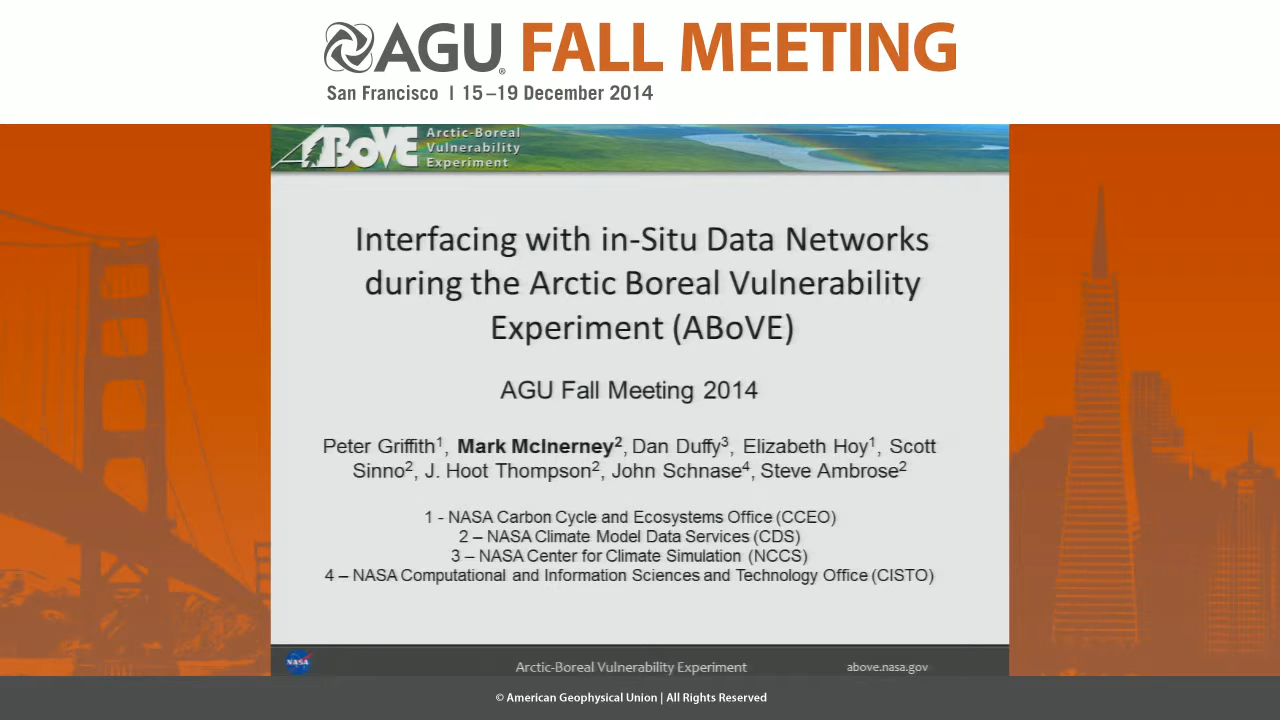 AGU® FALL MEETING
San Francisco | 15–19 December 2014
ABoVE
Arctic-Boreal
Vulnerability
Experiment
Interfacing with in-Situ Data Networks
during the Arctic Boreal Vulnerability
Experiment (ABoVE)
AGU Fall Meeting 2014
Peter Griffith1, Mark McInerney2, Dan Duffy3, Elizabeth Hoy1, Scott
Sinno2, J. Hoot Thompson2, John Schnase4, Steve Ambrose2
1 - NASA Carbon Cycle and Ecosystems Office (CCEO)
2 – NASA Climate Model Data Services (CDS)
3 – NASA Center for Climate Simulation (NCCS)
4 – NASA Computational and Information Sciences and Technology Office (CISTO)
NASA
Arctic-Boreal Vulnerability Experiment
above.nasa.gov
© American Geophysical Union | All Rights Reserved